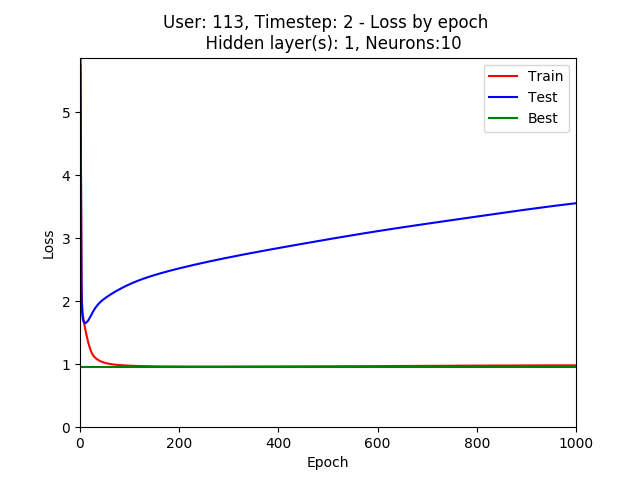 User: 113, Timestep: 2 - Loss by epoch
Hidden layer(s): 1, Neurons:10
Train
Test
Best
5
4
3
2
1
0
Loss
0 200 400 600 800 1000
Epoch